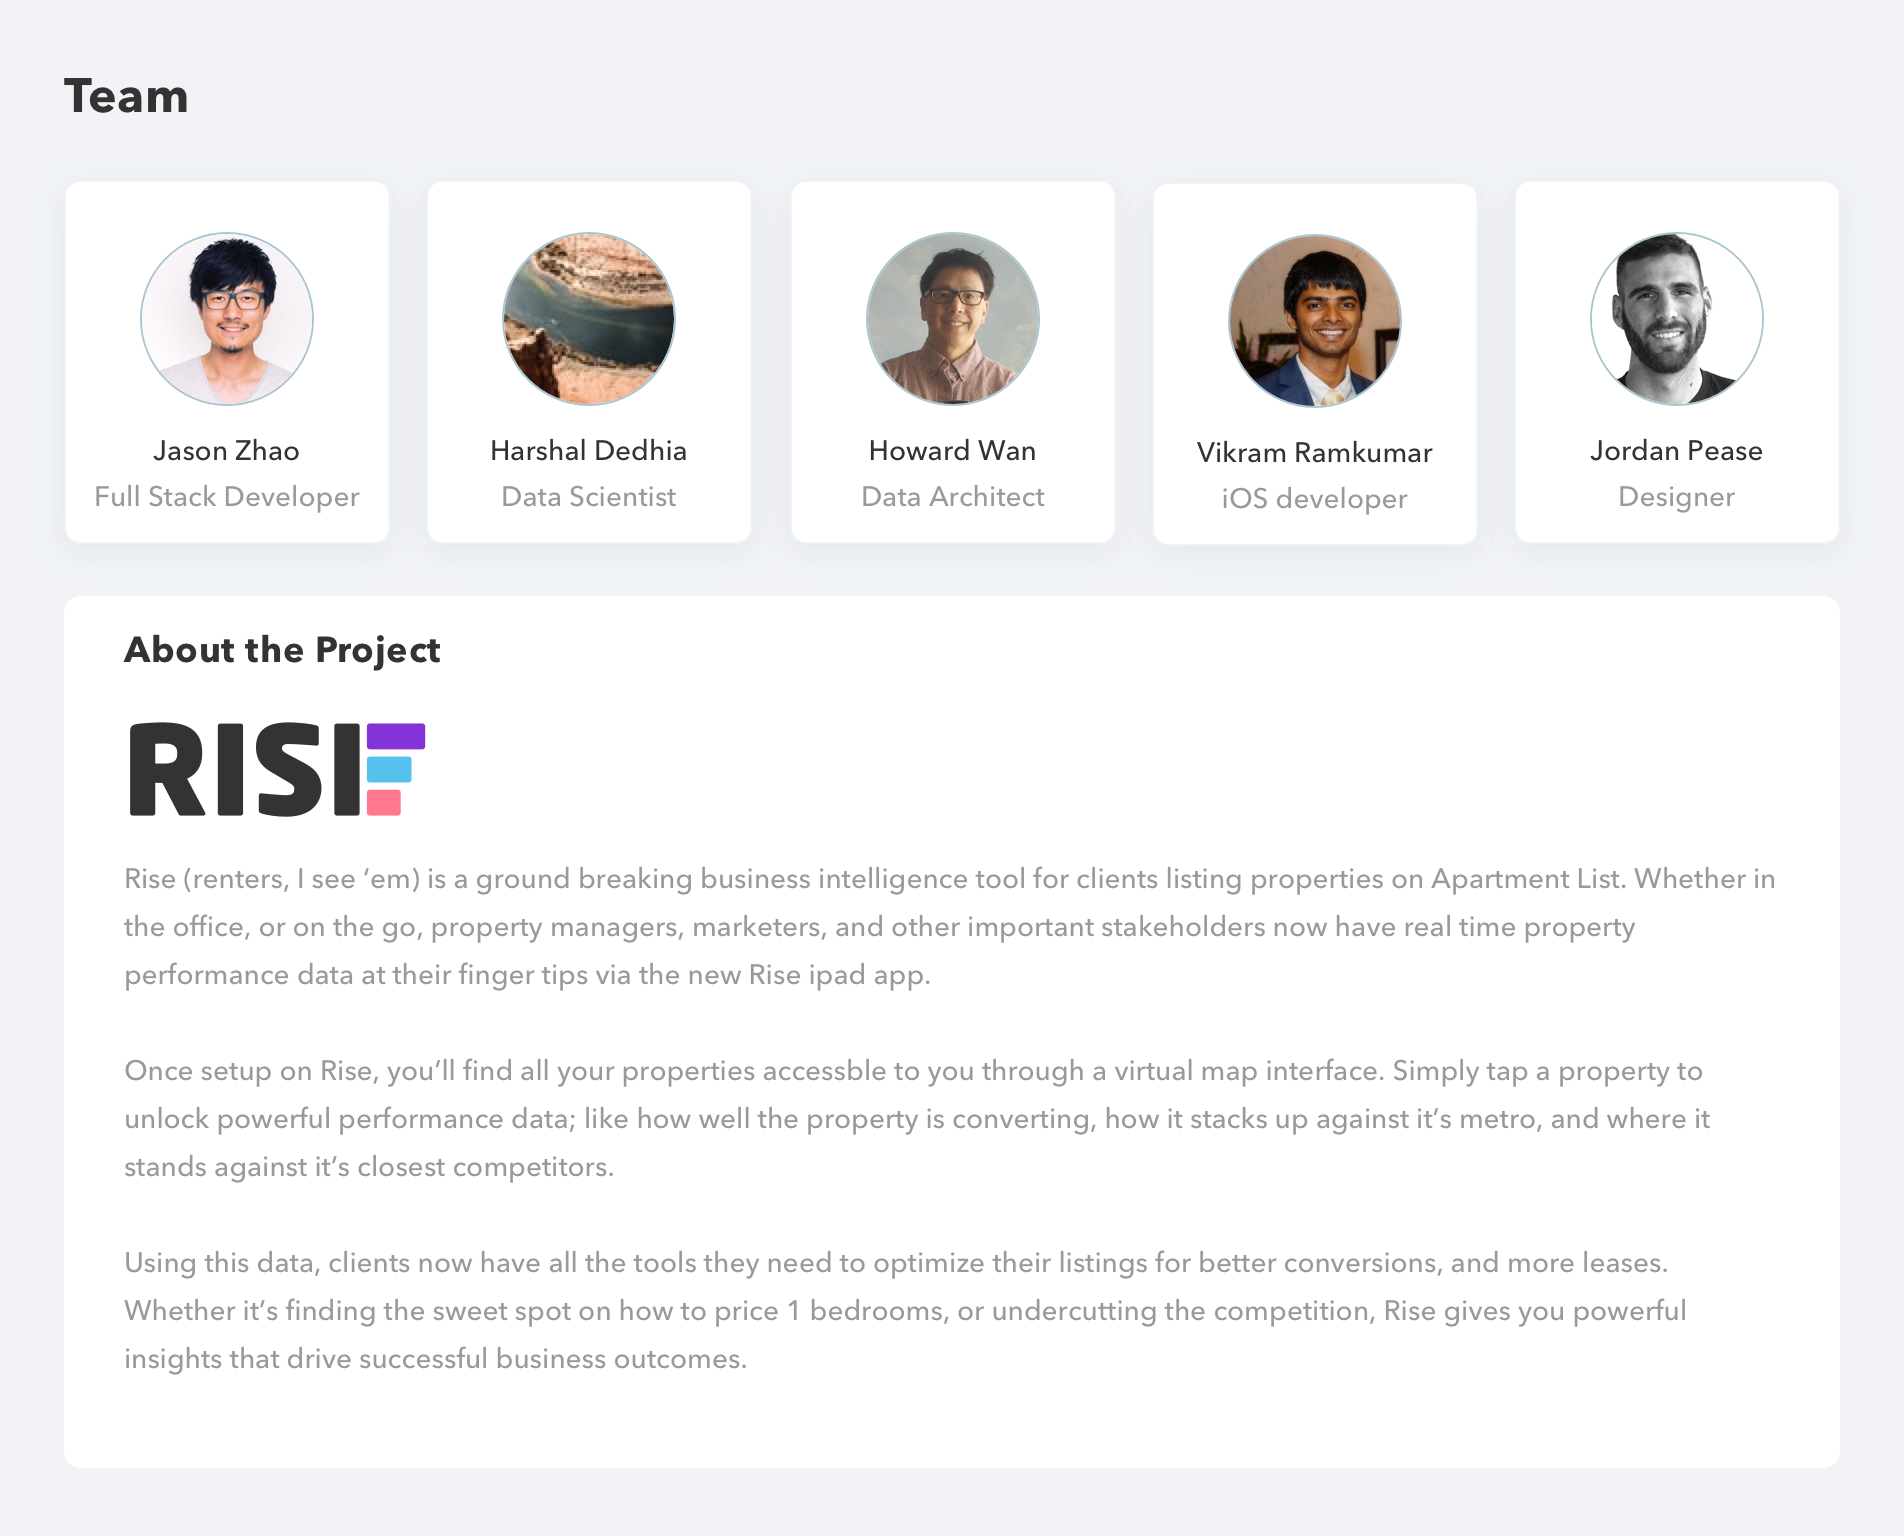 Team
Jason Zhao
Full Stack Developer
Harshal Dedhia
Data Scientist
Howard Wan
Data Architect
Vikram Ramkumar
iOS developer
Jordan Pease
Designer
About the Project
RISE
Rise (renters, I see ‘em) is a ground breaking business intelligence tool for clients listing properties on Apartment List. Whether in
the office, or on the go, property managers, marketers, and other important stakeholders now have real time property
performance data at their finger tips via the new Rise ipad app.
Once setup on Rise, you’ll find all your properties accessble to you through a virtual map interface. Simply tap a property to
unlock powerful performance data; like how well the property is converting, how it stacks up against it’s metro, and where it
stands against it’s closest competitors.
Using this data, clients now have all the tools they need to optimize their listings for better conversions, and more leases.
Whether it’s finding the sweet spot on how to price 1 bedrooms, or undercutting the competition, Rise gives you powerful
insights that drive successful business outcomes.